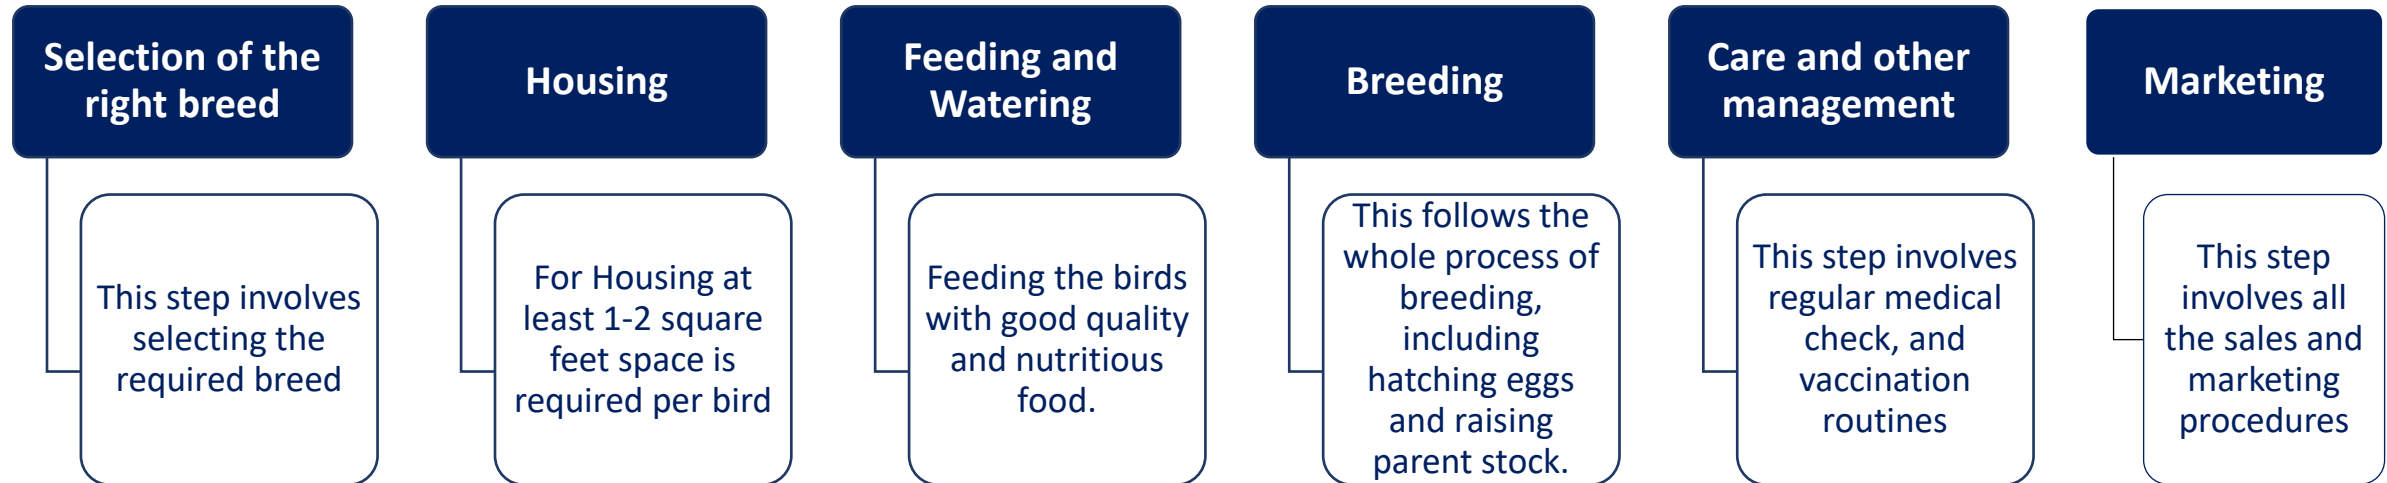 Selection of the
right breed
This step involves
selecting the
required breed
Housing
For Housing at
least 1-2 square
feet space is
required per bird
Feeding and
Watering
Feeding the birds
with good quality
and nutritious
food.
Breeding
This follows the
whole process of
breeding,
including
hatching eggs
and raising
parent stock.
Care and other
management
This step involves
regular medical
check, and
vaccination
routines
Marketing
This step
involves all
the sales and
marketing
procedures